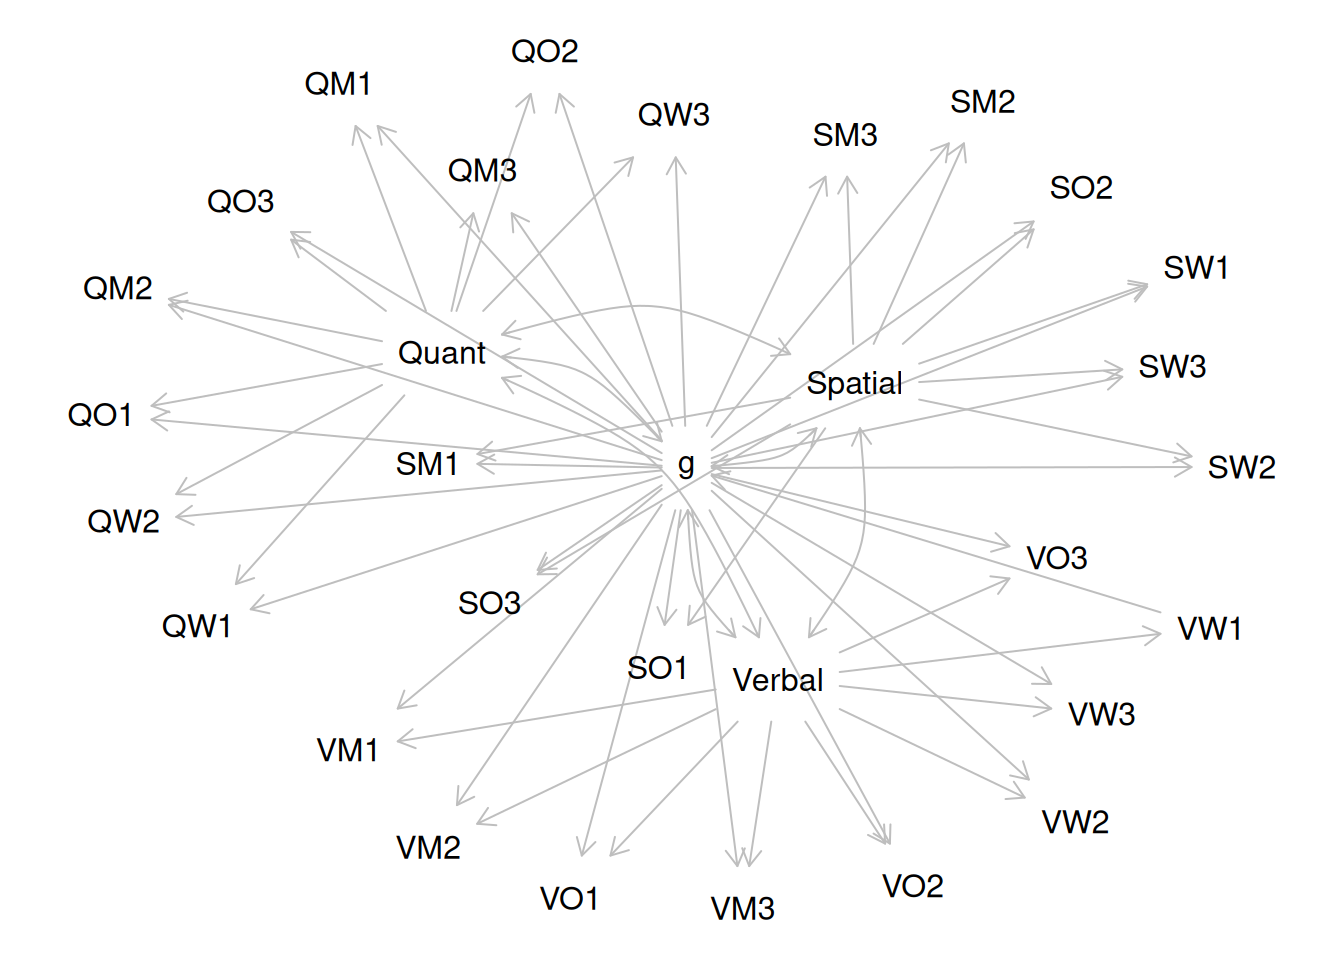 QO2
QM1
SM2
QW3
SM3
QM3
SO2
QO3
SW1
QM2
Quant
SW3
Spatial
QO1
SM1
g
SW2
QW2
VO3
SO3
QW1
VW1
SO1
Verbal
VW3
VM1
VW2
VM2
VO2
VO1
VM3